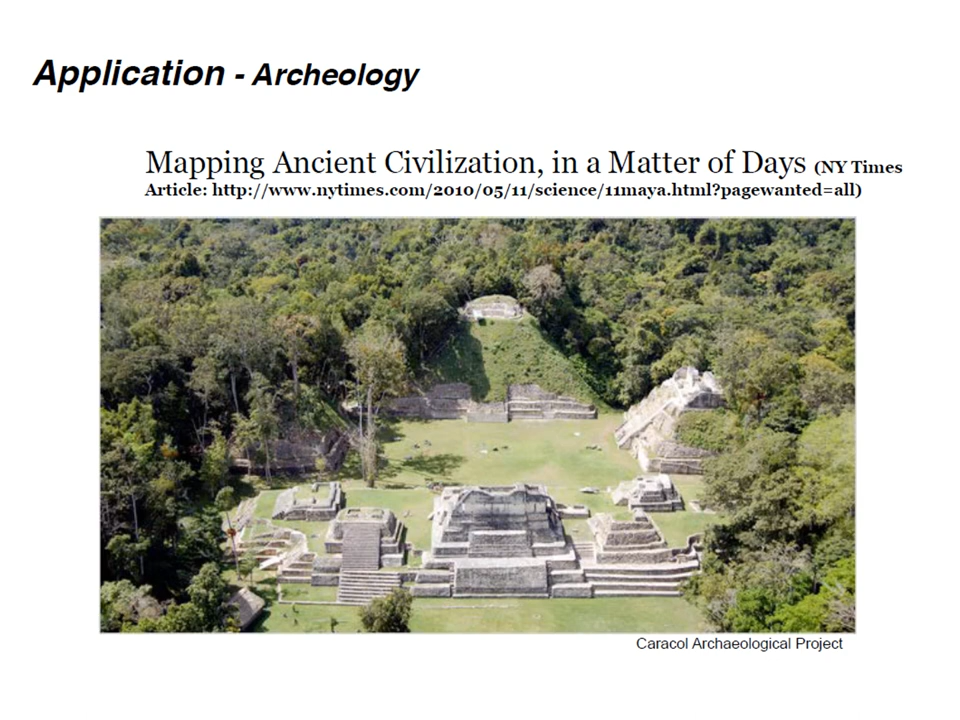 Application - Archeology
Mapping Ancient Civilization, in a Matter of Days (NY Times
Article: http://www.nytimes.com/2010/05/11/science/11maya.html?pagewanted=all)
Caracol Archaeological Project